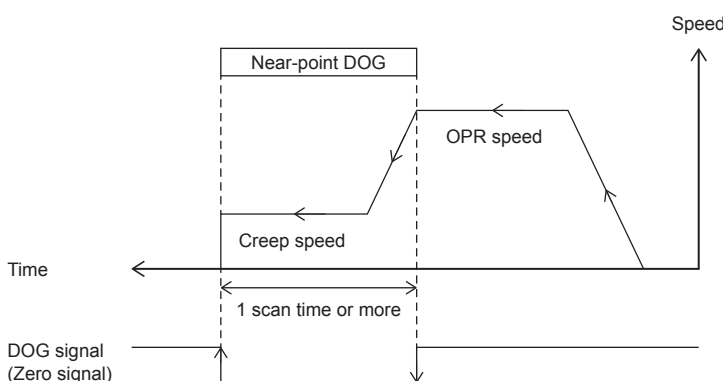 Speed
Near-point DOG
OPR speed
Creep speed
Time
1 scan time or more
DOG signal
(Zero signal)